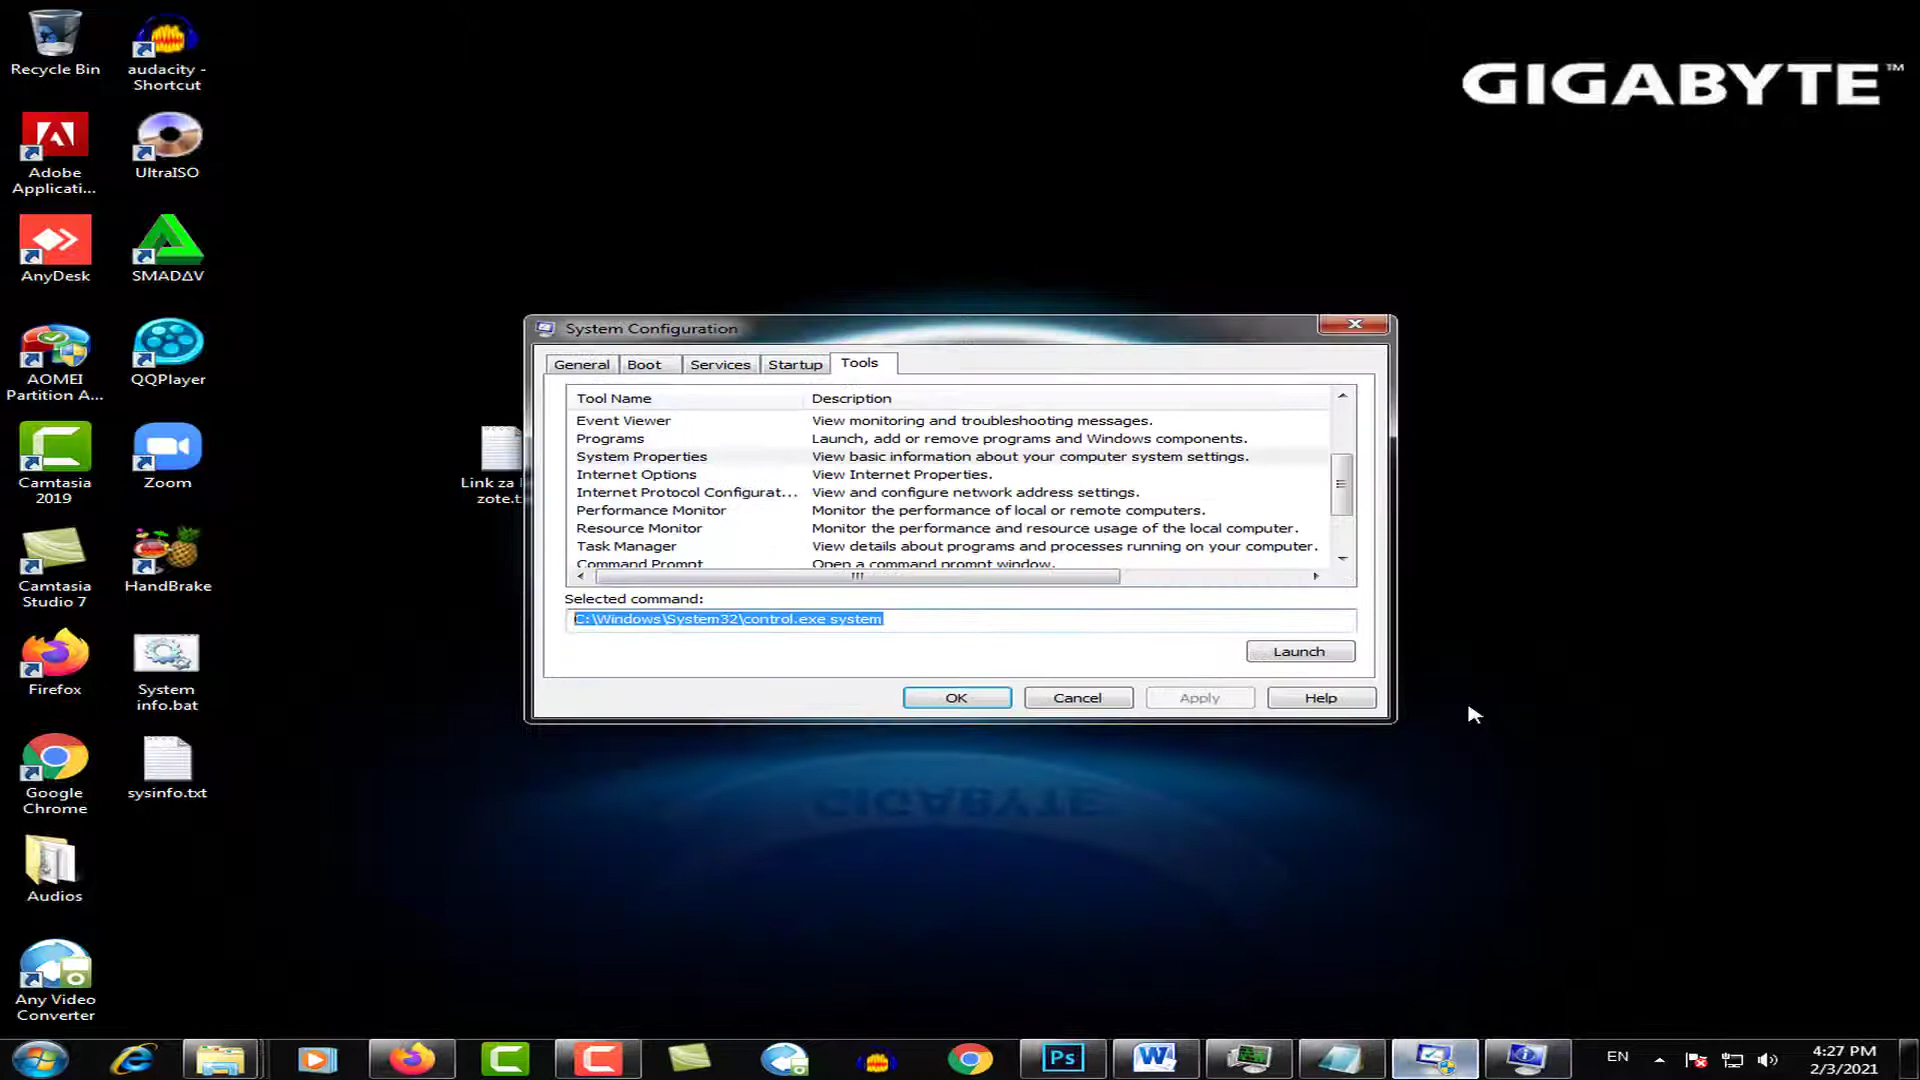 Recycle Bin
audacity -
Shortcut
GIGABYTE™
Adobe
Applicati...
UltraISO
AnyDesk
SMADΔV
AOMEI
Partition A...
QQPlayer
Camtasia
2019
Zoom
Link za
zote.t
Camtasia
Studio 7
HandBrake
Firefox
System
info.bat
Google
Chrome
sysinfo.txt
Audios
Any Video
Converter
System Configuration
General Boot Services Startup Tools
Tool Name Description
Event Viewer View monitoring and troubleshooting messages.
Programs Launch, add or remove programs and Windows components.
System Properties View basic information about your computer system settings.
Internet Options View Internet Properties.
Internet Protocol Configurat... View and configure network address settings.
Performance Monitor Monitor the performance of local or remote computers.
Resource Monitor Monitor the performance and resource usage of the local computer.
Task Manager View details about programs and processes running on your computer.
Command Prompt Open a command prompt window.
Selected command:
C:\Windows\System32\control.exe system
Launch
OK Cancel Apply Help
GIGABYTE
Ps
W
EN
4:27 PM
2/3/2021